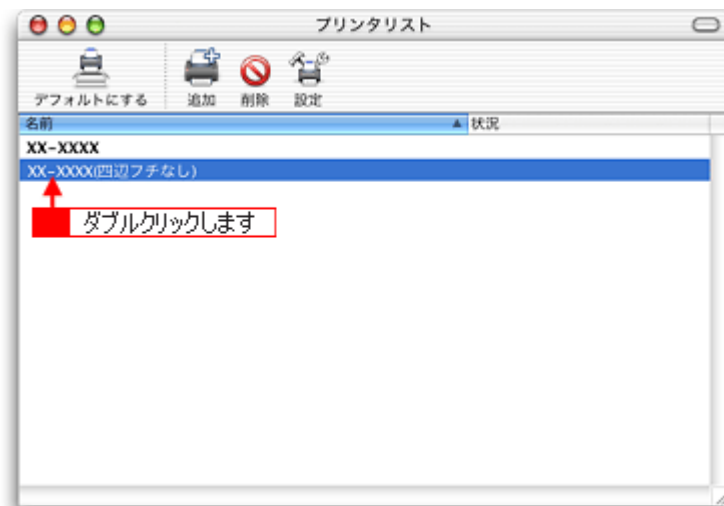 プリンタリスト
デフォルトにする 追加 削除 設定
名前 状況
XX-XXXX
XX-XXXX(四辺フチなし)
ダブルクリックします